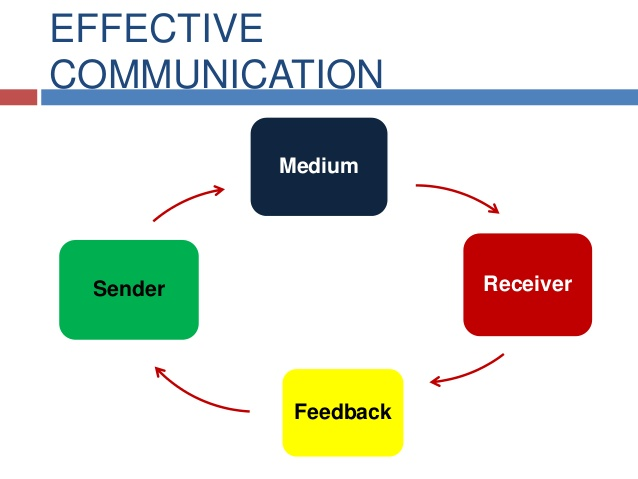 EFFECTIVE
COMMUNICATION
Medium
Sender
Receiver
Feedback